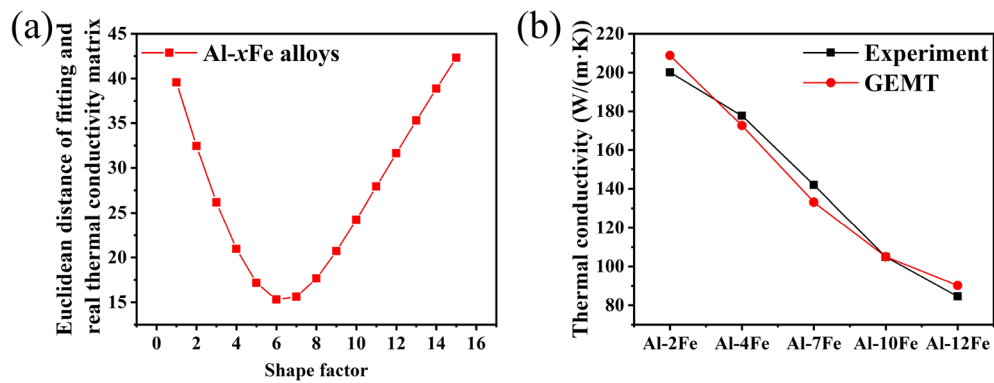 (a)
Euclidean distance of fitting and
real thermal conductivity matrix
45
40
35
30
25
20
15
Al-xFe alloys
0 2 4 6 8 10 12 14 16
Shape factor
(b)
Thermal conductivity (W/(m·K))
220
200
180
160
140
120
100
80
Experiment
GEMT
Al-2Fe Al-4Fe Al-7Fe Al-10Fe Al-12Fe